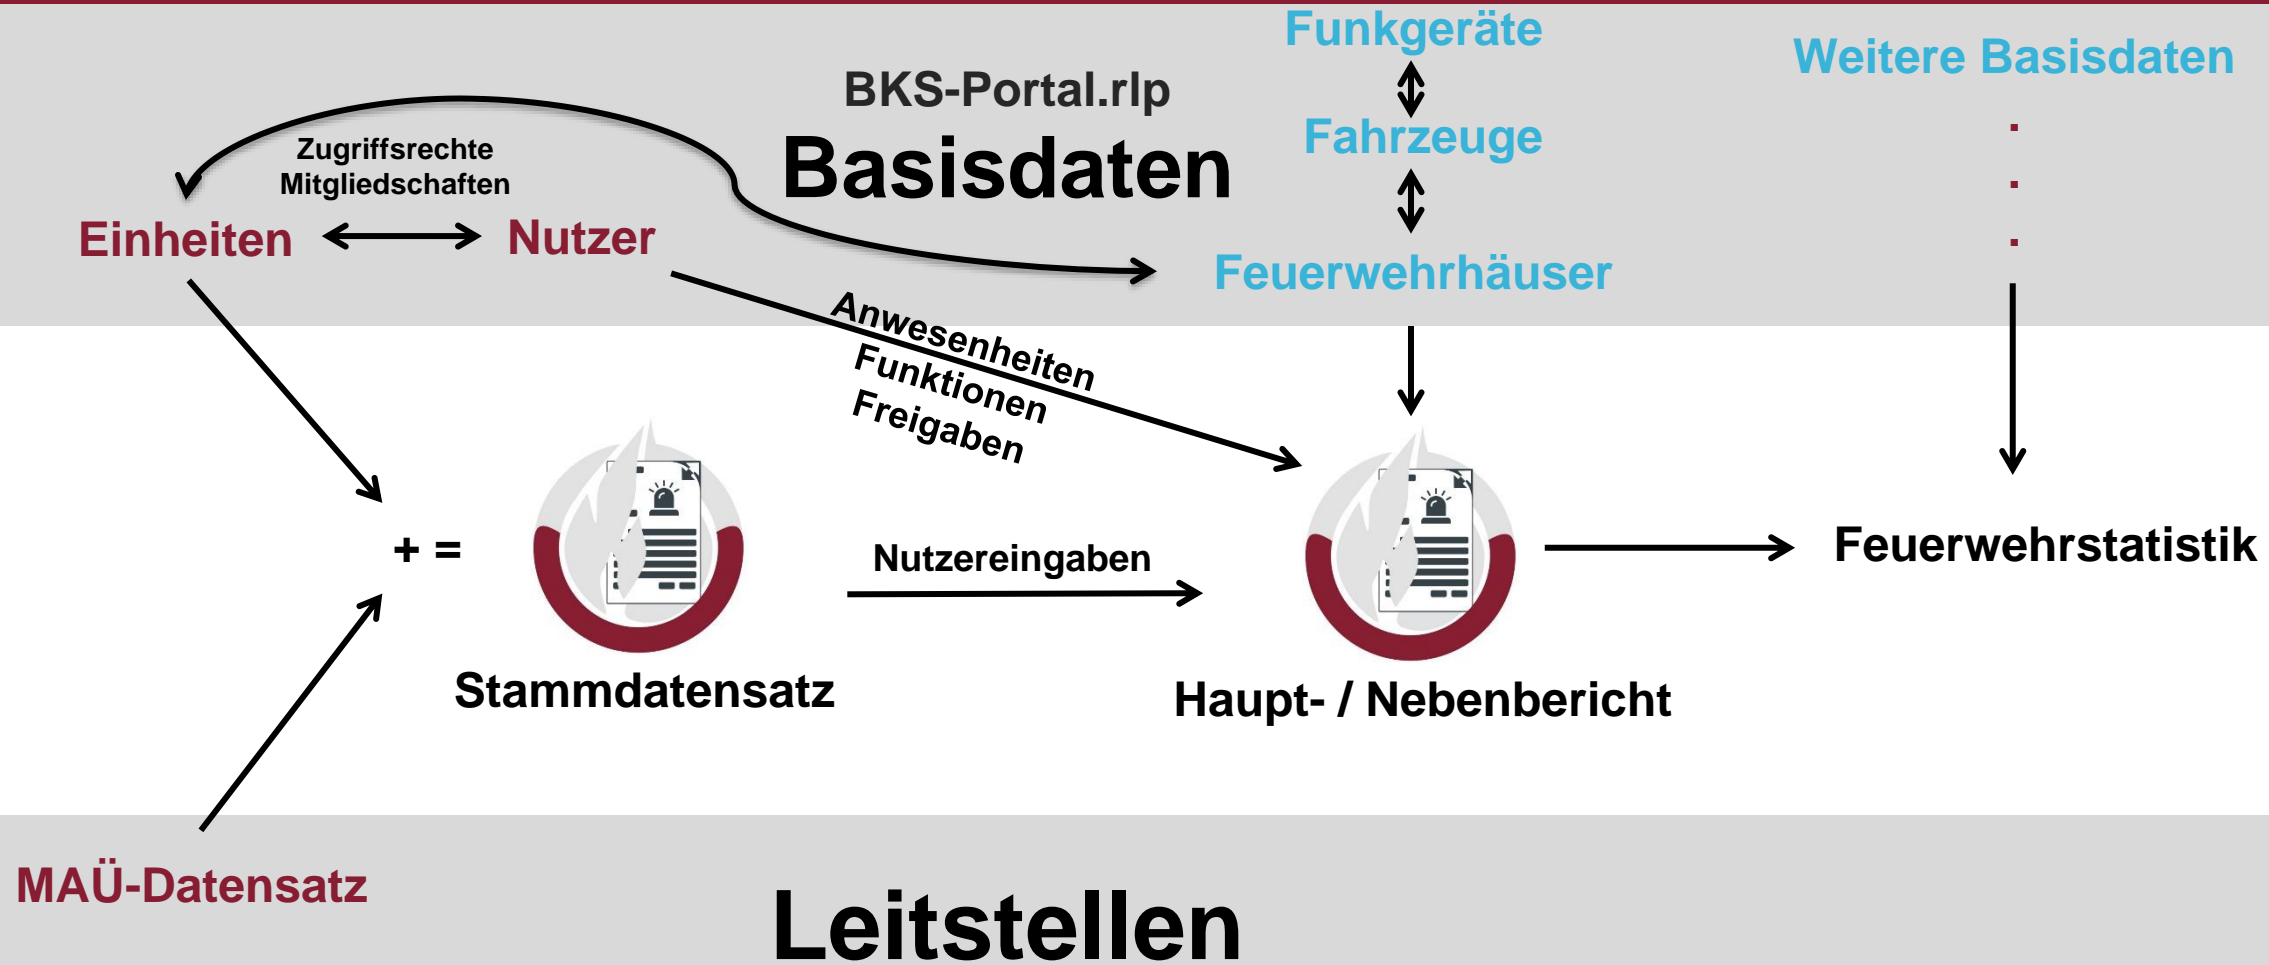 Funkgeräte
Weitere Basisdaten
BKS-Portal.rlp
Fahrzeuge
.
Zugriffsrechte
Mitgliedschaften
Basisdaten
.
Einheiten
Nutzer
.
Feuerwehrhäuser
Anwesenheiten
Funktionen
Freigaben
+ =
Nutzereingaben
Feuerwehrstatistik
Stammdatensatz
Haupt- / Nebenbericht
MAÜ-Datensatz
Leitstellen